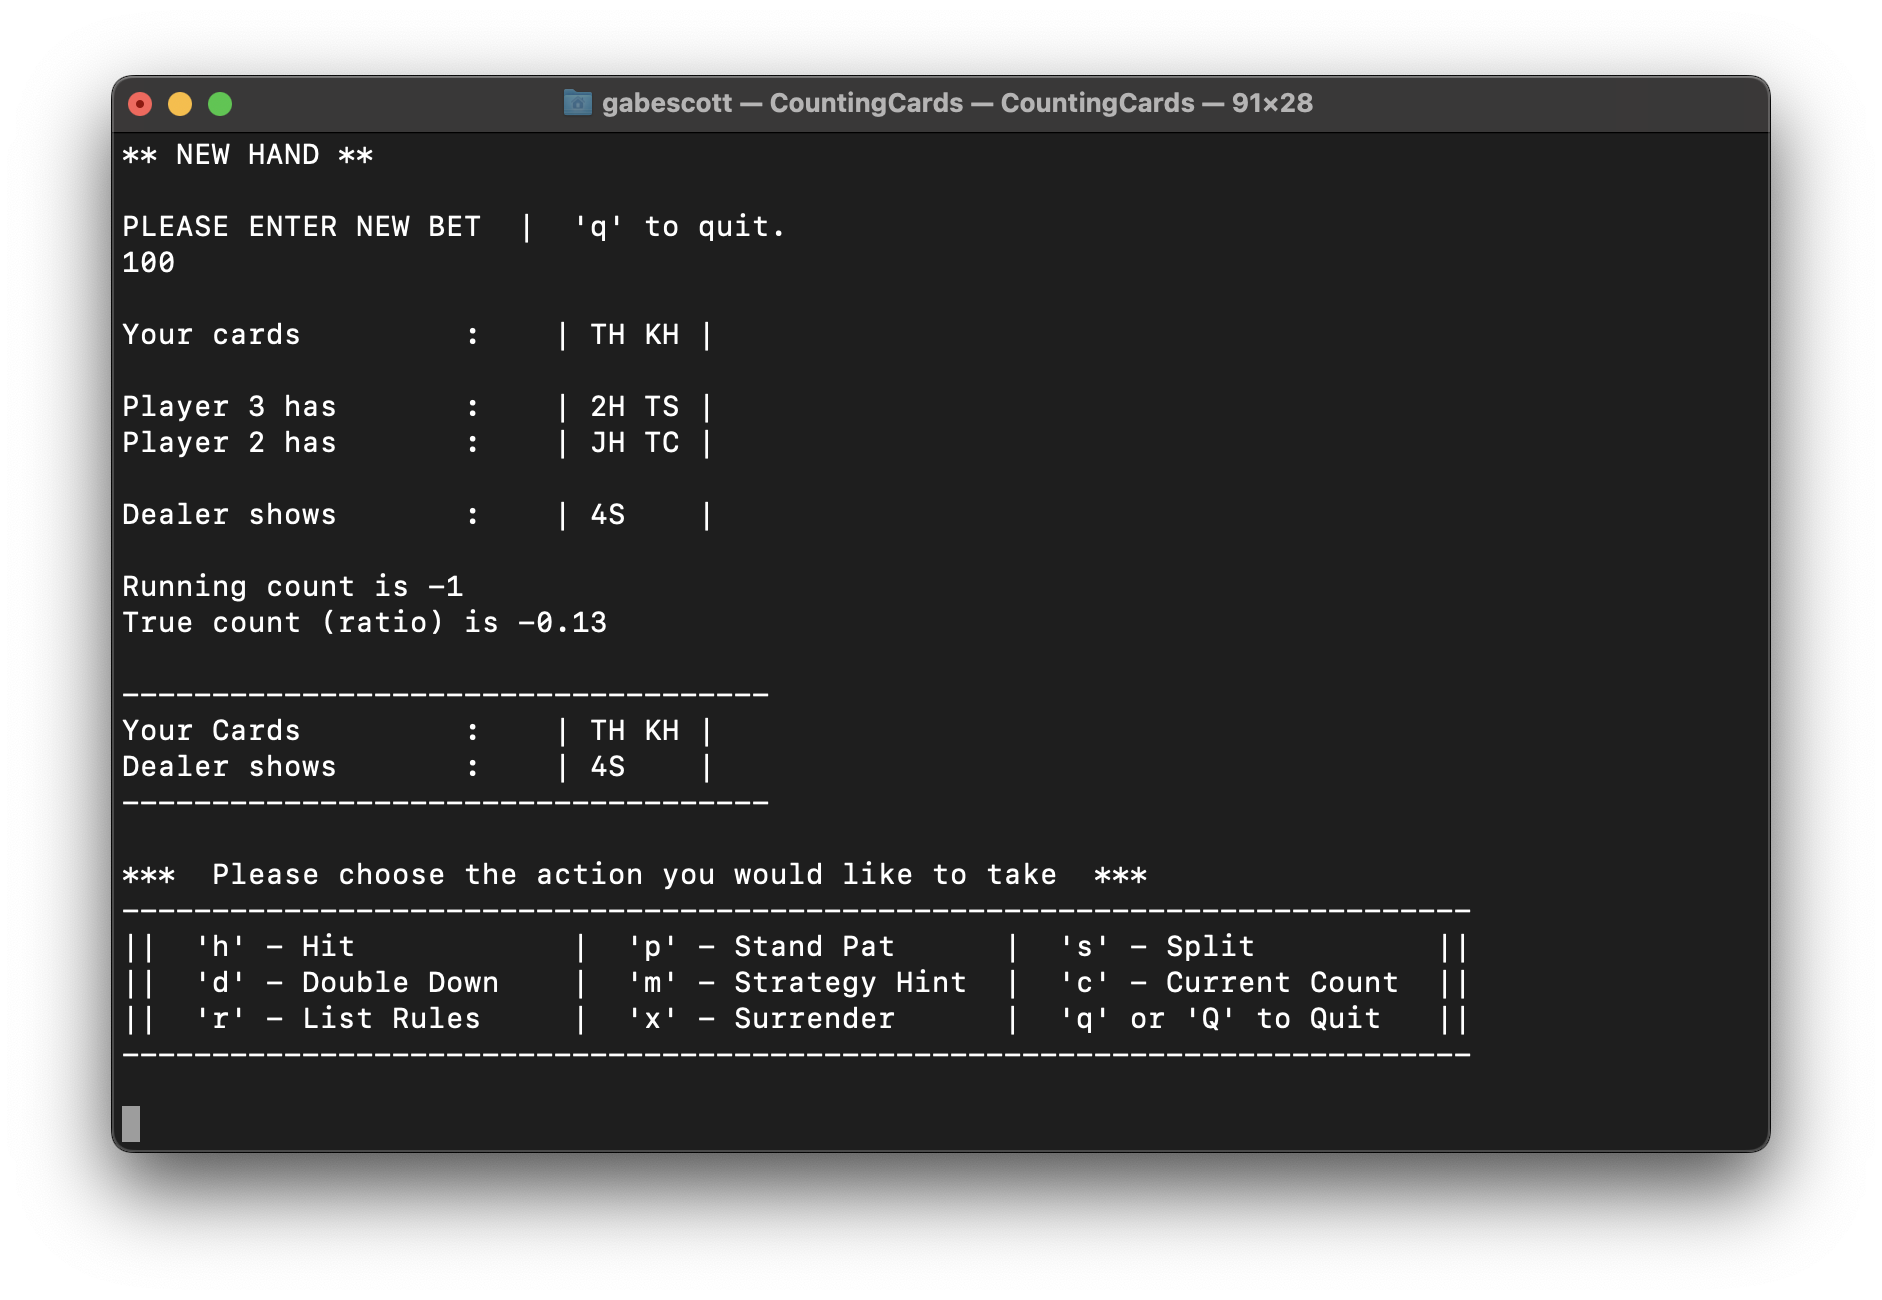 gabescott — CountingCards — CountingCards — 91×28
** NEW HAND **
PLEASE ENTER NEW BET  |  'q' to quit.
100
Your cards         :    | TH KH |
Player 3 has       :    | 2H TS |
Player 2 has       :    | JH TC |
Dealer shows       :    | 4S    |
Running count is -1
True count (ratio) is -0.13
------------------------------------
Your Cards         :    | TH KH |
Dealer shows       :    | 4S    |
------------------------------------
***  Please choose the action you would like to take  ***
---------------------------------------------------------------------------
||  'h' - Hit            |  'p' - Stand Pat      |  's' - Split          ||
||  'd' - Double Down    |  'm' - Strategy Hint  |  'c' - Current Count  ||
||  'r' - List Rules     |  'x' - Surrender      |  'q' or 'Q' to Quit   ||
---------------------------------------------------------------------------